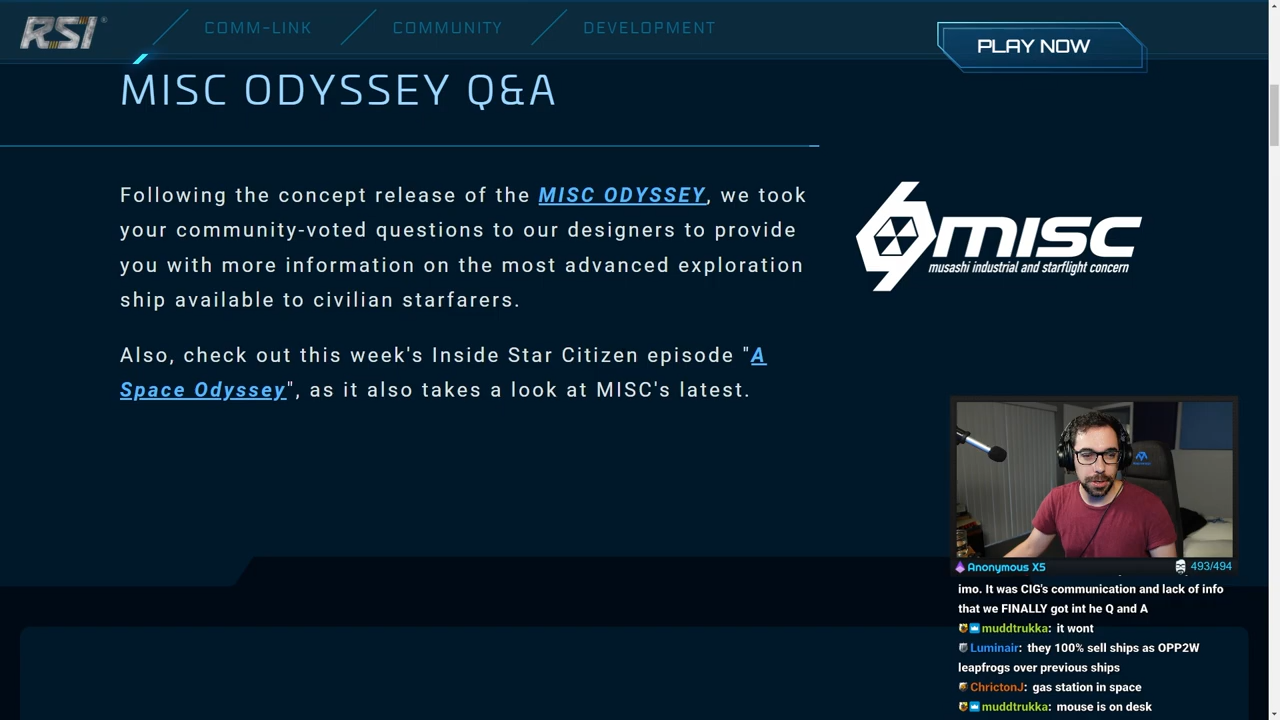 RSI
COMM-LINK
COMMUNITY
DEVELOPMENT
PLAY NOW
MISC ODYSSEY Q&A
Following the concept release of the MISC ODYSSEY, we took
your community-voted questions to our designers to provide
you with more information on the most advanced exploration
ship available to civilian starfarers.
Also, check out this week's Inside Star Citizen episode "A
Space Odyssey", as it also takes a look at MISC's latest.
misc
musashi industrial and starflight concern
Anonymous X5
493/494
imo. It was CIG's communication and lack of info
that we FINALLY got int he Q and A
muddtrukka: it wont
Luminair: they 100% sell ships as OPP2W
leapfrogs over previous ships
ChrictonJ: gas station in space
muddtrukka: mouse is on desk